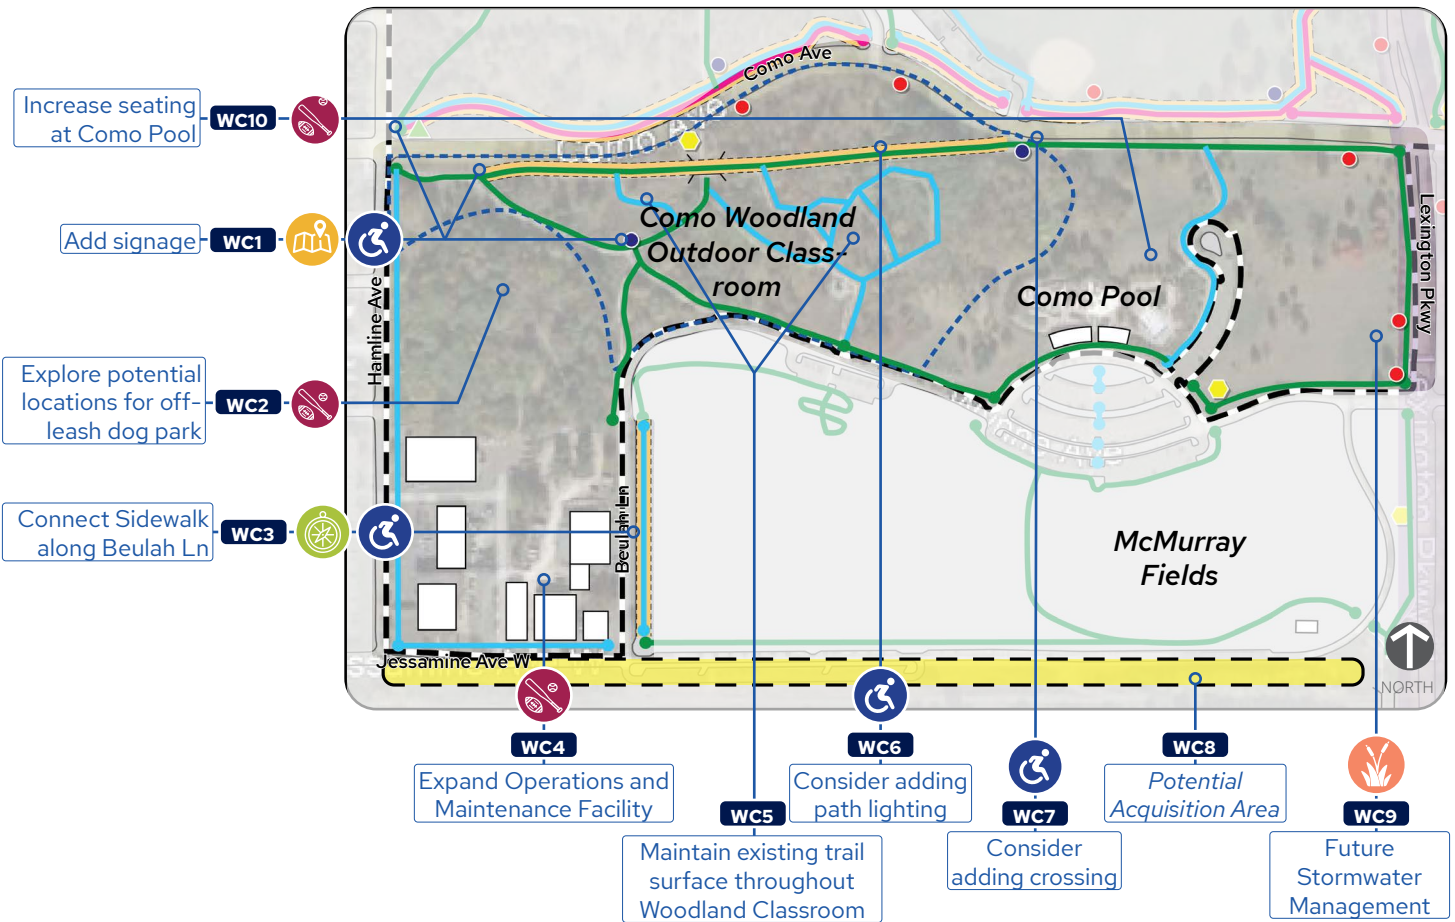 Increase seating
at Como Pool
WC10
Como Ave
Como Ave
Add signage
WC1
Como Woodland
Outdoor Class-
room
Como Pool
Lexington Pkwy
Hamline Ave
Explore potential
locations for off-
leash dog park
WC2
Connect Sidewalk
along Beulah Ln
WC3
Beulah Ln
McMurray
Fields
Lexington Pkwy
Jessamine Ave W
NORTH
WC4
Expand Operations and
Maintenance Facility
WC5
Maintain existing trail
surface throughout
Woodland Classroom
WC6
Consider adding
path lighting
WC7
Consider
adding crossing
WC8
Potential
Acquisition Area
WC9
Future
Stormwater
Management